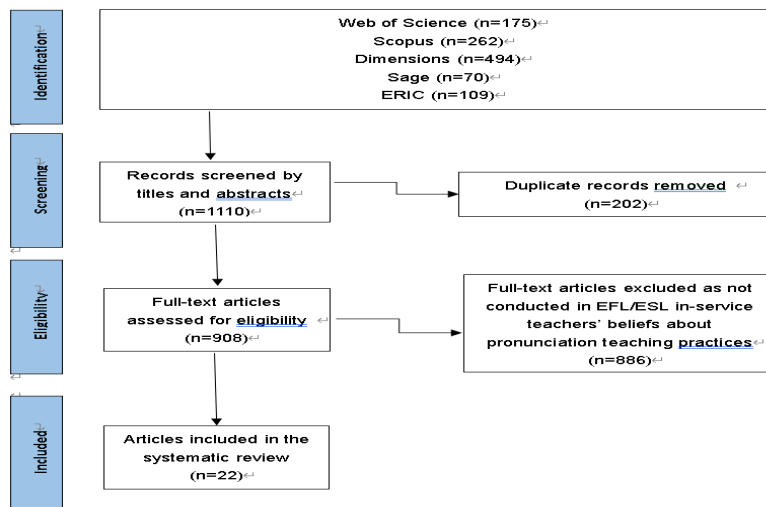 Identification
Web of Science (n=175)
Scopus (n=262)
Dimensions (n=494)
Sage (n=70)
ERIC (n=109)
Screening
Records screened by
titles and abstracts
(n=1110)
Duplicate records removed
(n=202)
Eligibility
Full-text articles
assessed for eligibility
(n=908)
Full-text articles excluded as not
conducted in EFL/ESL in-service
teachers' beliefs about
pronunciation teaching practices
(n=886)
Included
Articles included in the
systematic review
(n=22)